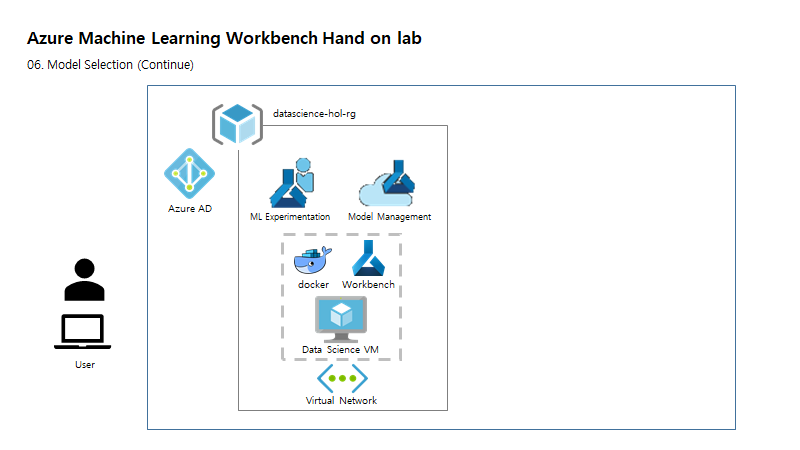 Azure Machine Learning Workbench Hand on lab
06. Model Selection (Continue)
datascience-hol-rg
Azure AD
ML Experimentation
Model Management
docker
Workbench
Data Science VM
User
Virtual Network